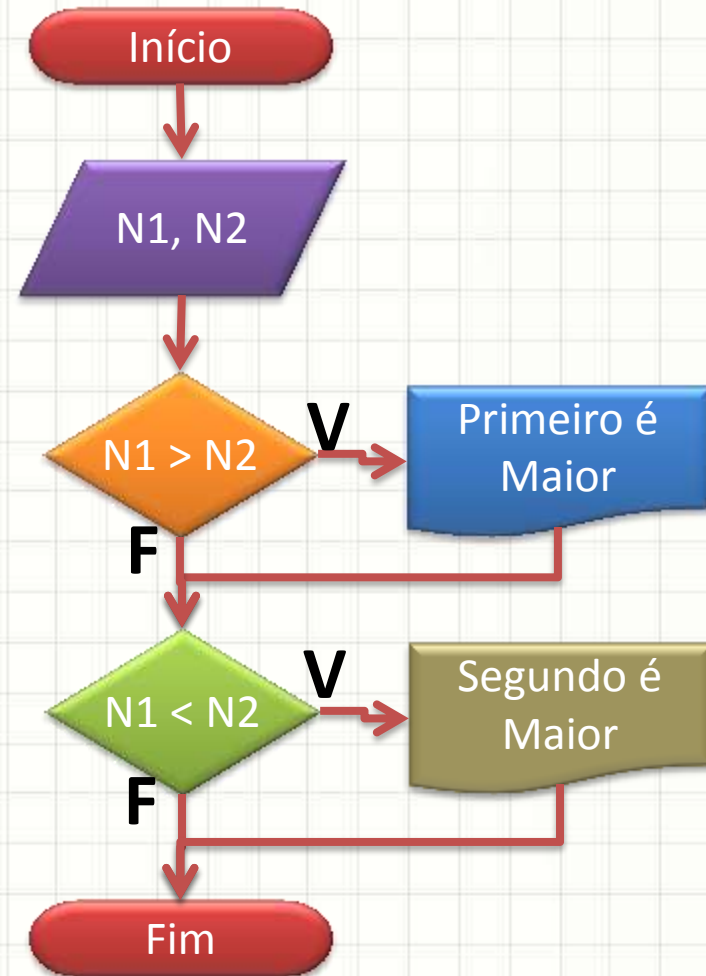 Início
N1, N2
N1 > N2
V
Primeiro é
Maior
F
N1 < N2
V
Segundo é
Maior
F
Fim